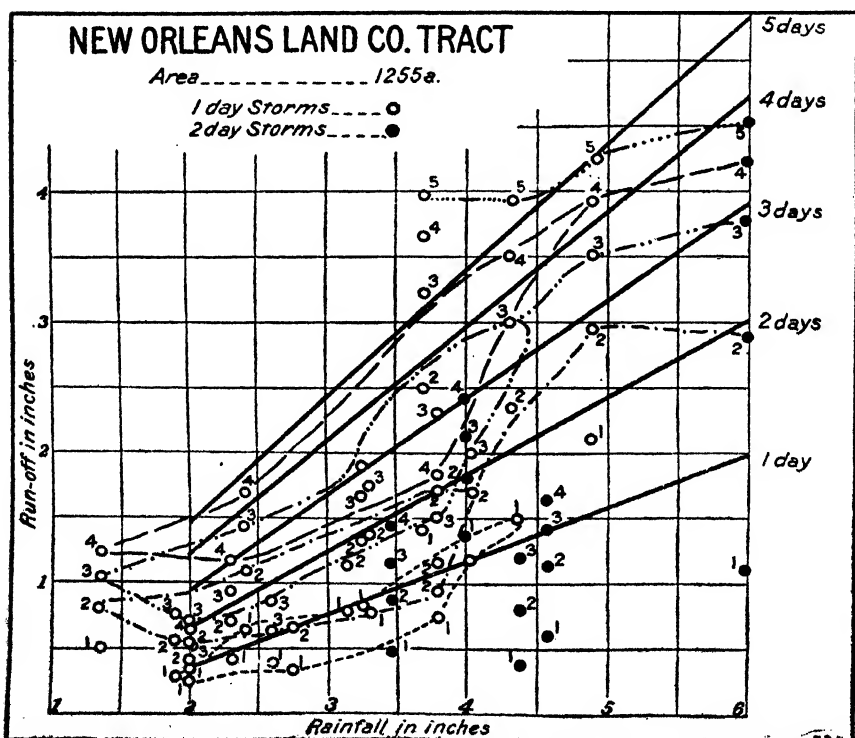 NEW ORLEANS LAND CO. TRACT
Area 1255a.
1 day Storms
2 day Storms
5 days
4 days
3 days
2 days
1 day
Run-off in inches
4
3
2
1
1 2 3 4 5 6
Rainfall in inches